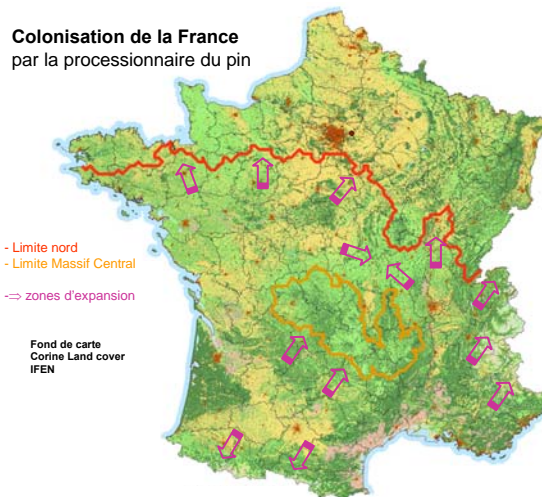 Colonisation de la France
par la processionnaire du pin
- Limite nord
- Limite Massif Central
-⇒ zones d'expansion
Fond de carte
Corine Land cover
IFEN